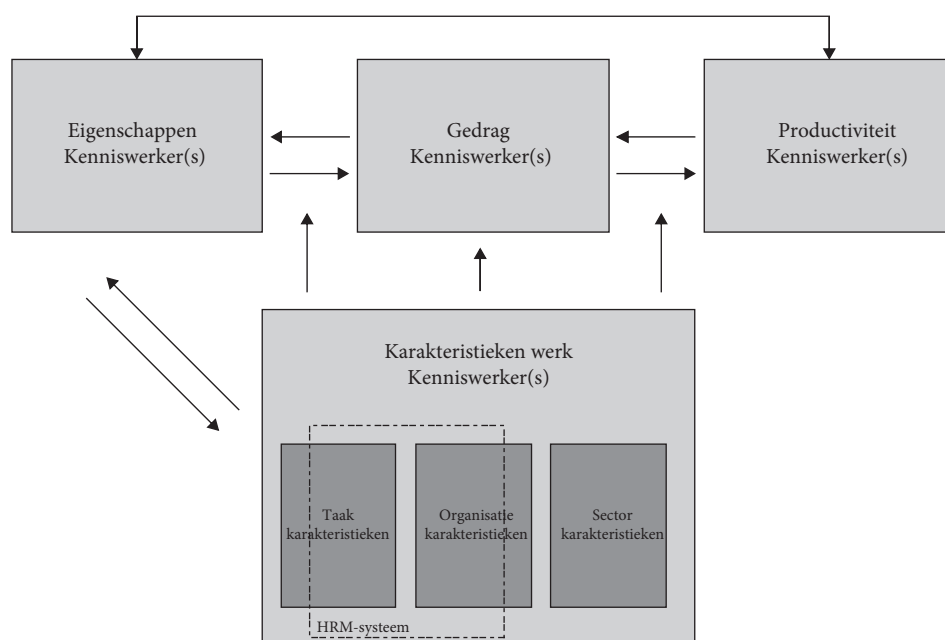 Eigenschappen
Kenniswerker(s)
Gedrag
Kenniswerker(s)
Productiviteit
Kenniswerker(s)
Karakteristieken werk
Kenniswerker(s)
Taak
karakteristieken
Organisatie
karakteristieken
Sector
karakteristieken
HRM-systeem